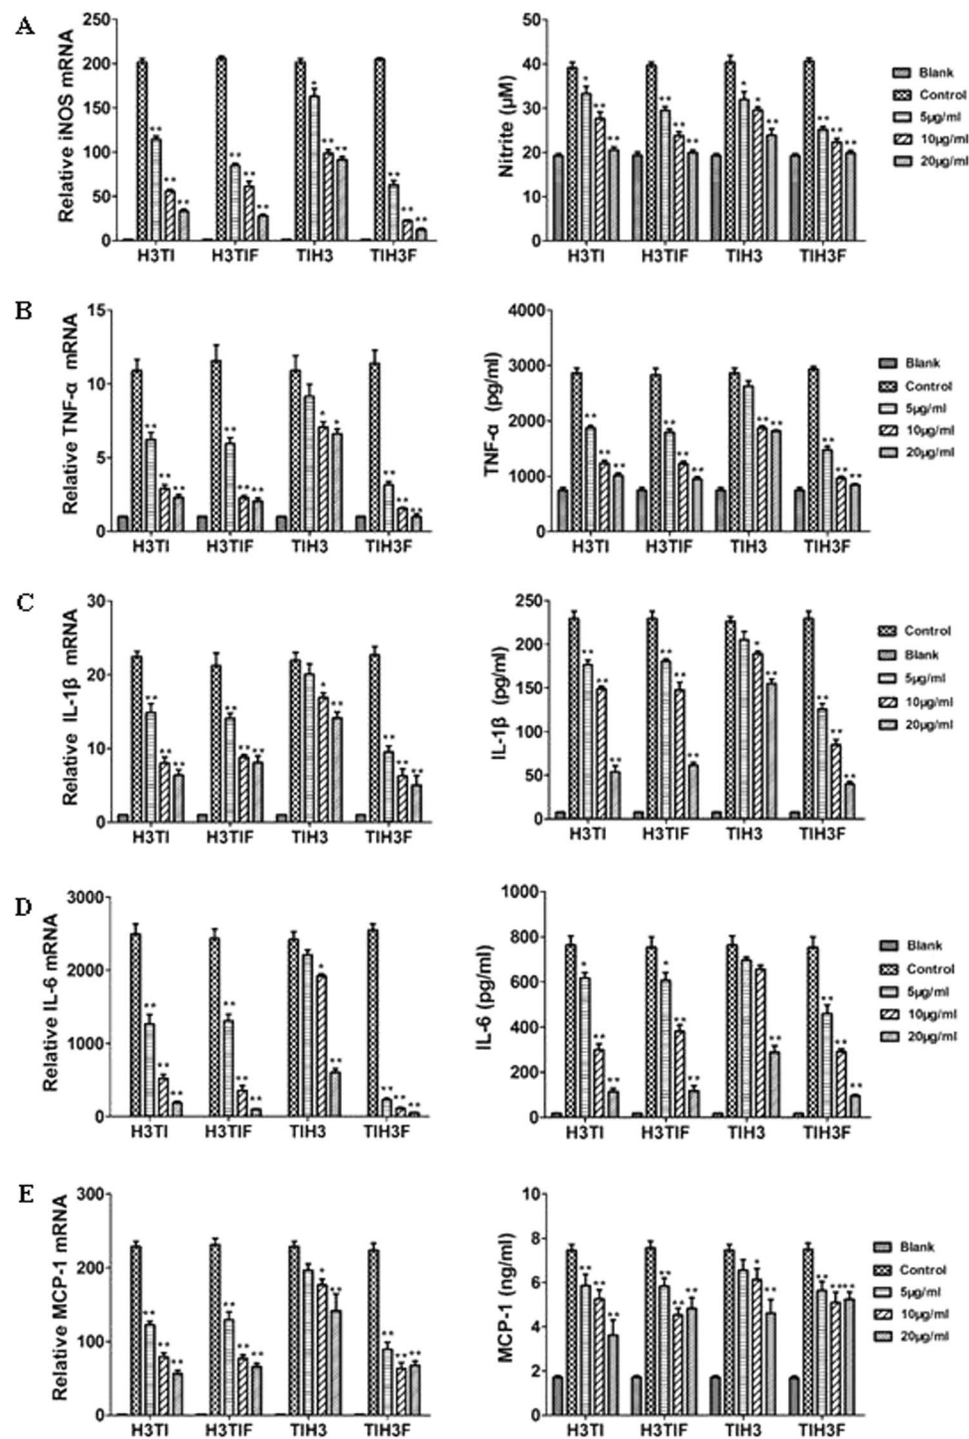 A
Relative iNOS mRNA
250
200
150
100
50
0
** ** **
** ** **
* ** **
** ** **
H3TI H3TIF TIH3 TIH3F
Nitrite (μM)
50
40
30
20
10
0
* ** **
** ** **
* * **
** ** **
H3TI H3TIF TIH3 TIH3F
Blank
Control
5μg/ml
10μg/ml
20μg/ml
B
Relative TNF-α mRNA
15
10
5
0
** ** **
** ** **
* *
** ** **
H3TI H3TIF TIH3 TIH3F
TNF-α (pg/ml)
4000
3000
2000
1000
0
** ** **
** ** **
** **
** ** **
H3TI H3TIF TIH3 TIH3F
Blank
Control
5μg/ml
10μg/ml
20μg/ml
C
Relative IL-1β mRNA
30
20
10
0
** ** **
** ** **
* **
** ** **
H3TI H3TIF TIH3 TIH3F
IL-1β (pg/ml)
250
200
150
100
50
0
** ** **
** ** **
* **
** ** **
H3TI H3TIF TIH3 TIH3F
Control
Blank
5μg/ml
10μg/ml
20μg/ml
D
Relative IL-6 mRNA
3000
2000
1000
0
** ** **
** ** **
* **
** ** **
H3TI H3TIF TIH3 TIH3F
IL-6 (pg/ml)
1000
800
600
400
200
0
* ** **
* ** **
**
** ** **
H3TI H3TIF TIH3 TIH3F
Blank
Control
5μg/ml
10μg/ml
20μg/ml
E
Relative MCP-1 mRNA
300
200
100
0
** ** **
** ** **
* **
** ** **
H3TI H3TIF TIH3 TIH3F
MCP-1 (ng/ml)
10
8
6
4
2
0
** ** **
** ** **
* **
** ** **
H3TI H3TIF TIH3 TIH3F
Blank
Control
5μg/ml
10μg/ml
20μg/ml